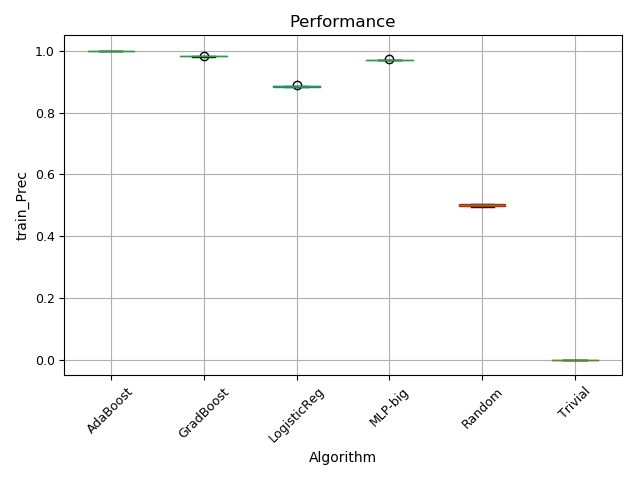 Performance
train_Prec
1.0
0.8
0.6
0.4
0.2
0.0
AdaBoost
GradBoost
LogisticReg
MLP-big
Random
Trivial
Algorithm